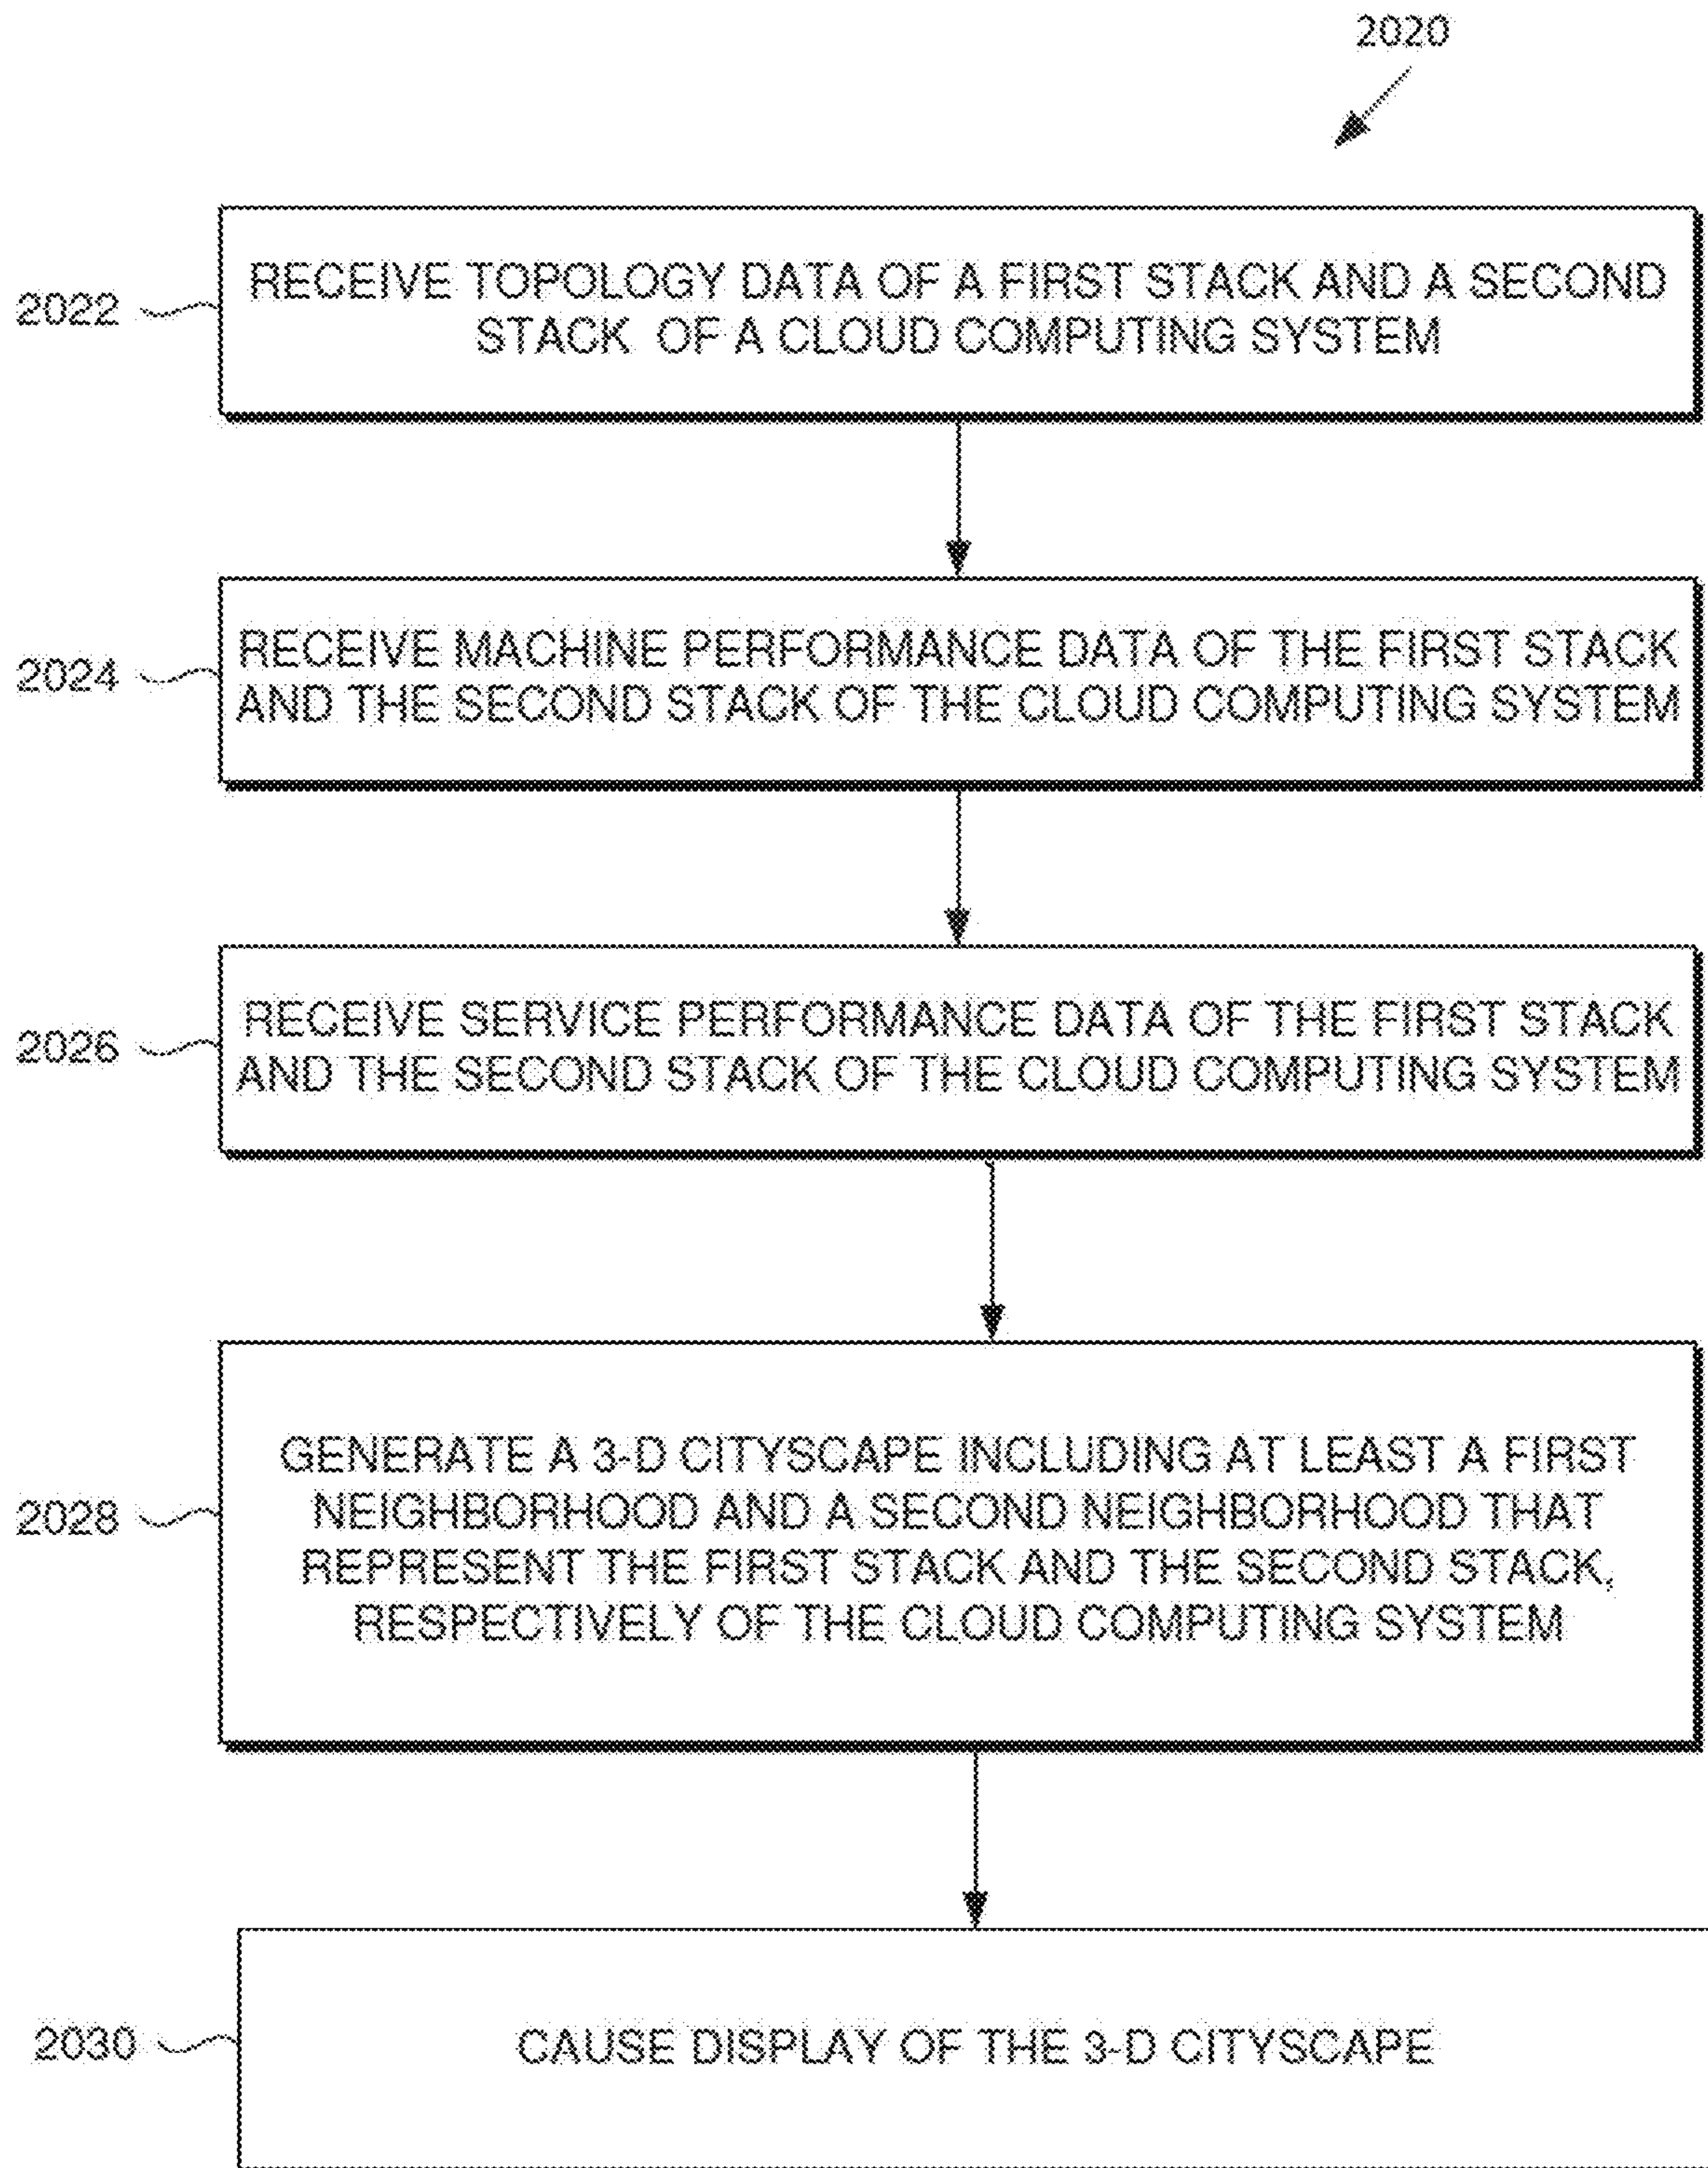 2020
2022
RECEIVE TOPOLOGY DATA OF A FIRST STACK AND A SECOND
STACK OF A CLOUD COMPUTING SYSTEM
2024
RECEIVE MACHINE PERFORMANCE DATA OF THE FIRST STACK
AND THE SECOND STACK OF THE CLOUD COMPUTING SYSTEM
2026
RECEIVE SERVICE PERFORMANCE DATA OF THE FIRST STACK
AND THE SECOND STACK OF THE CLOUD COMPUTING SYSTEM
2028
GENERATE A 3-D CITYSCAPE INCLUDING AT LEAST A FIRST
NEIGHBORHOOD AND A SECOND NEIGHBORHOOD THAT
REPRESENT THE FIRST STACK AND THE SECOND STACK,
RESPECTIVELY OF THE CLOUD COMPUTING SYSTEM
2030
CAUSE DISPLAY OF THE 3-D CITYSCAPE